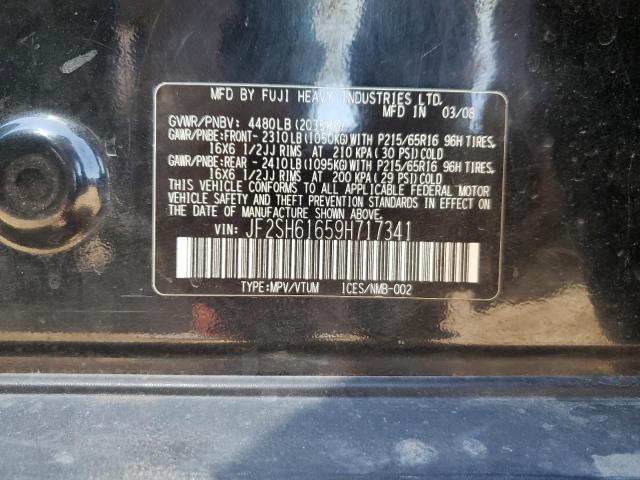 MFD BY FUJI HEAVY INDUSTRIES LTD.
MFD IN 03/08
GVWR/PNBV: 4480LB (2035KG)
GAWR/PNBE:FRONT- 2310LB(1050KG)WITH P215/65R16 96H TIRES,
16X6 1/2JJ RIMS AT 210 KPA(30 PSI)COLD
GAWR/PNBE:REAR - 2410LB(1095KG)WITH P215/65R16 96H TIRES,
16X6 1/2JJ RIMS AT 200 KPA(29 PSI)COLD
THIS VEHICLE CONFORMS TO ALL APPLICABLE FEDERAL MOTOR
VEHICLE SAFETY AND THEFT PREVENTION STANDARDS IN EFFECT
ON THE DATE OF MANUFACTURE SHOWN ABOVE.
VIN: JF2SH61659H717341
TYPE:MPV/VTUM ICES/NMB-002